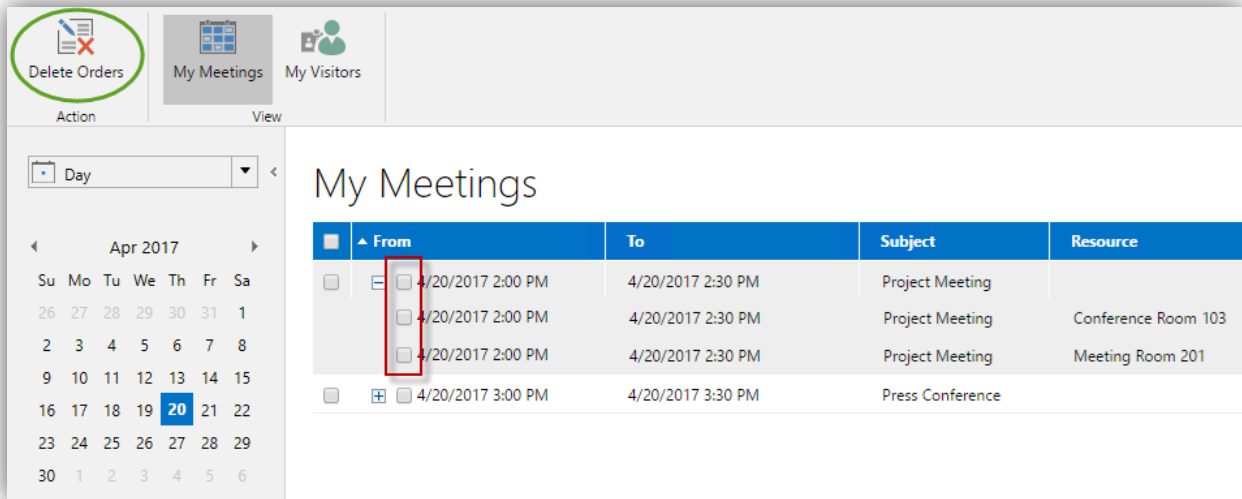 Delete Orders
My Meetings
My Visitors
Action
View
Day
My Meetings
Apr 2017
Su Mo Tu We Th Fr Sa
26 27 28 29 30 31 1
2 3 4 5 6 7 8
9 10 11 12 13 14 15
16 17 18 19 20 21 22
23 24 25 26 27 28 29
30 1 2 3 4 5 6
From To Subject Resource
4/20/2017 2:00 PM 4/20/2017 2:30 PM Project Meeting
4/20/2017 2:00 PM 4/20/2017 2:30 PM Project Meeting Conference Room 103
4/20/2017 2:00 PM 4/20/2017 2:30 PM Project Meeting Meeting Room 201
4/20/2017 3:00 PM 4/20/2017 3:30 PM Press Conference